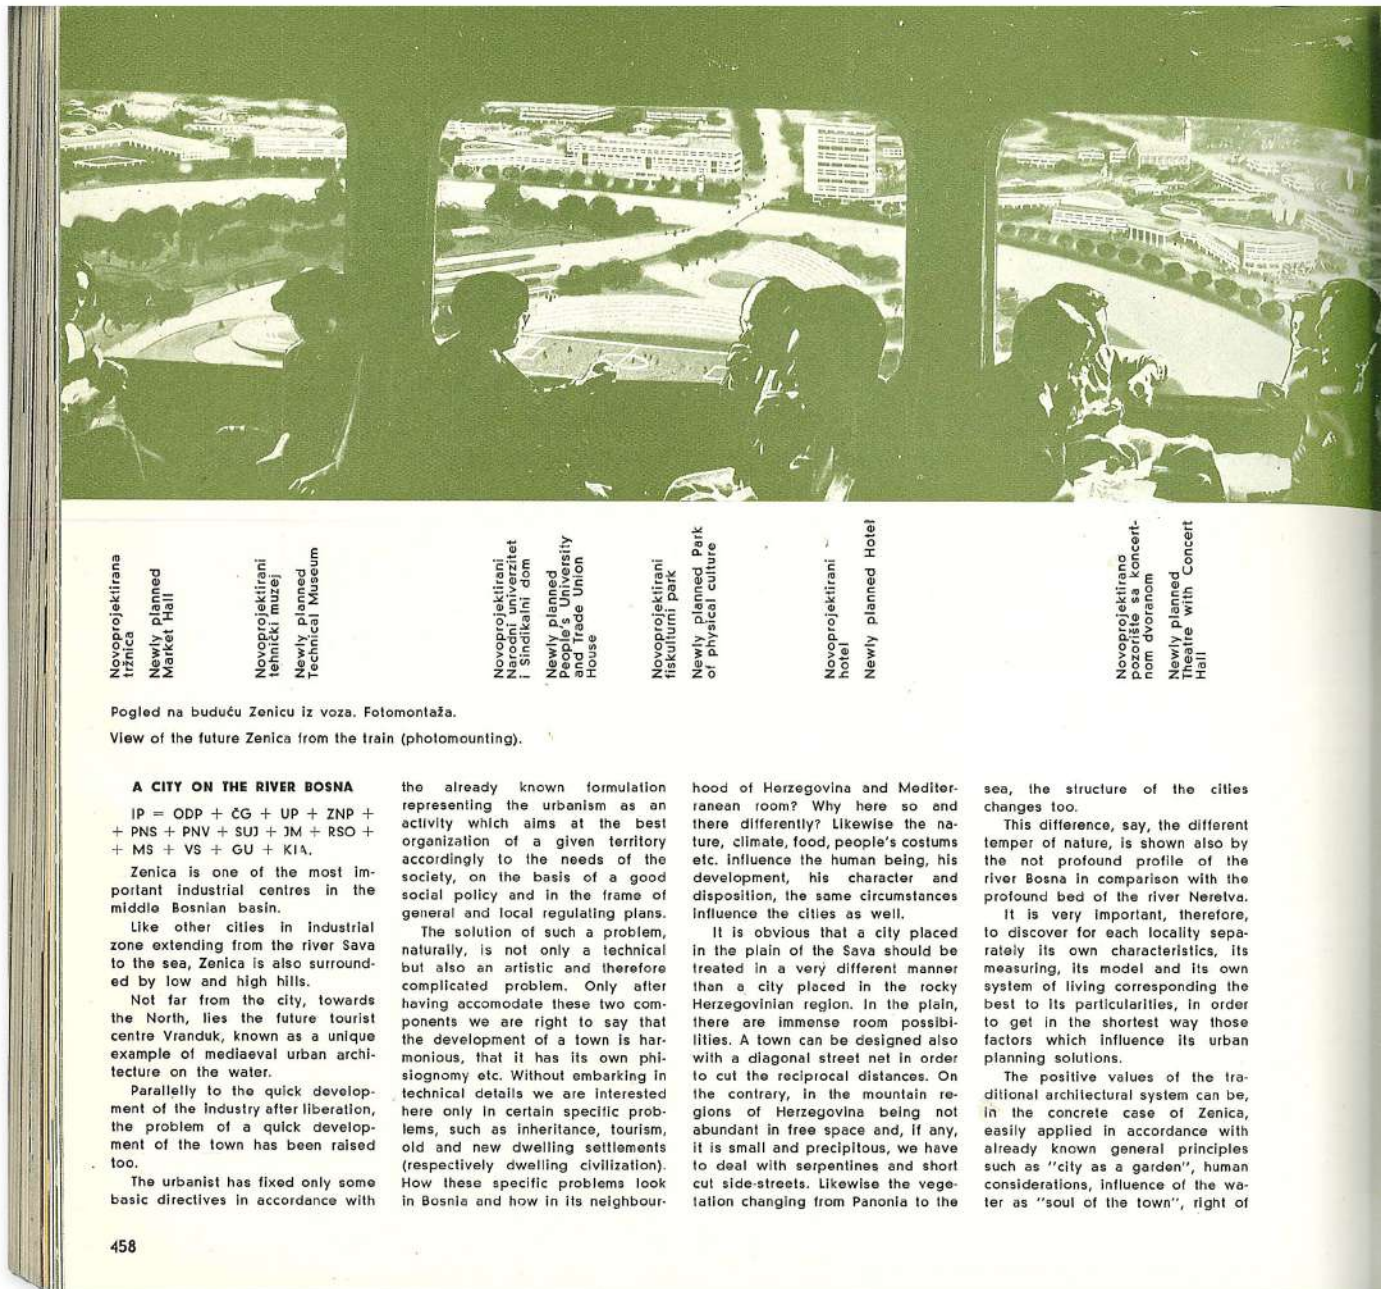 Novoprojektirana
tržnica
Newly planned
Market Hall
Novoprojektirani
tehnički muzej
Newly planned
Technical Museum
Novoprojektirani
Narodni univerzitet
i Sindikalni dom
Newly planned
People's University
and Trade Union
House
Novoprojektirani
fiskulturni park
Newly planned Park
of physical culture
Novoprojektirani
hotel
Newly planned Hotel
Novoprojektirano
pozorište sa koncert-
nom dvoranom
Newly planned
Theatre with Concert
Hall
Pogled na buduću Zenicu iz voza. Fotomontaža.
View of the future Zenica from the train (photomounting).
A CITY ON THE RIVER BOSNA
IP = ODP + ČG + UP + ZNP +
+ PNS + PNV + SUJ + JM + RSO +
+ MS + VS + GU + KIA.
Zenica is one of the most im-
portant industrial centres in the
middle Bosnian basin.
Like other cities in industrial
zone extending from the river Sava
to the sea, Zenica is also surround-
ed by low and high hills.
Not far from the city, towards
the North, lies the future tourist
centre Vranduk, known as a unique
example of mediaeval urban archi-
tecture on the water.
Parallelly to the quick develop-
ment of the industry after liberation,
the problem of a quick develop-
ment of the town has been raised
too.
The urbanist has fixed only some
basic directives in accordance with
the already known formulation
representing the urbanism as an
activity which aims at the best
organization of a given territory
accordingly to the needs of the
society, on the basis of a good
social policy and in the frame of
general and local regulating plans.
The solution of such a problem,
naturally, is not only a technical
but also an artistic and therefore
complicated problem. Only after
having accomodate these two com-
ponents we are right to say that
the development of a town is har-
monious, that it has its own phi-
siognomy etc. Without embarking in
technical details we are interested
here only in certain specific prob-
lems, such as inheritance, tourism,
old and new dwelling settlements
(respectively dwelling civilization).
How these specific problems look
in Bosnia and how in its neighbour-
hood of Herzegovina and Mediter-
ranean room? Why here so and
there differently? Likewise the na-
ture, climate, food, people's costums
etc. influence the human being, his
development, his character and
disposition, the same circumstances
influence the cities as well.
It is obvious that a city placed
in the plain of the Sava should be
treated in a very different manner
than a city placed in the rocky
Herzegovinian region. In the plain,
there are immense room possibi-
lities. A town can be designed also
with a diagonal street net in order
to cut the reciprocal distances. On
the contrary, in the mountain re-
gions of Herzegovina being not
abundant in free space and, if any,
it is small and precipitous, we have
to deal with serpentines and short
cut side-streets. Likewise the vege-
tation changing from Panonia to the
sea, the structure of the cities
changes too.
This difference, say, the different
temper of nature, is shown also by
the not profound profile of the
river Bosna in comparison with the
profound bed of the river Neretva.
It is very important, therefore,
to discover for each locality sepa-
rately its own characteristics, its
measuring, its model and its own
system of living corresponding the
best to its particularities, in order
to get in the shortest way those
factors which influence its urban
planning solutions.
The positive values of the tra-
ditional architectural system can be,
in the concrete case of Zenica,
easily applied in accordance with
already known general principles
such as "city as a garden", human
considerations, influence of the wa-
ter as "soul of the town", right of
458